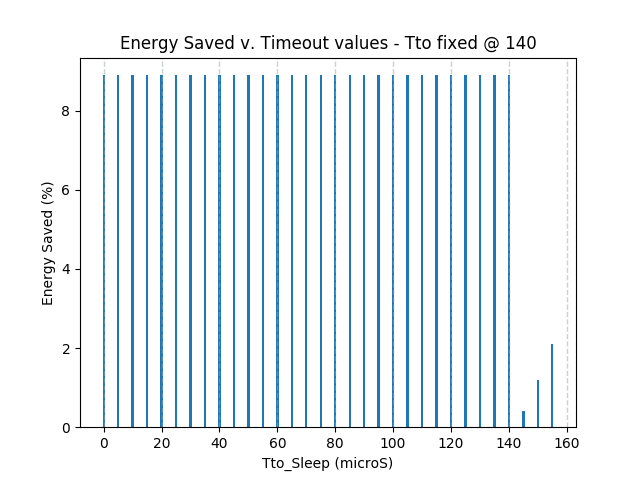 Energy Saved v. Timeout values - Tto fixed @ 140
Energy Saved (%)
8
6
4
2
0
0 20 40 60 80 100 120 140 160
Tto_Sleep (microS)